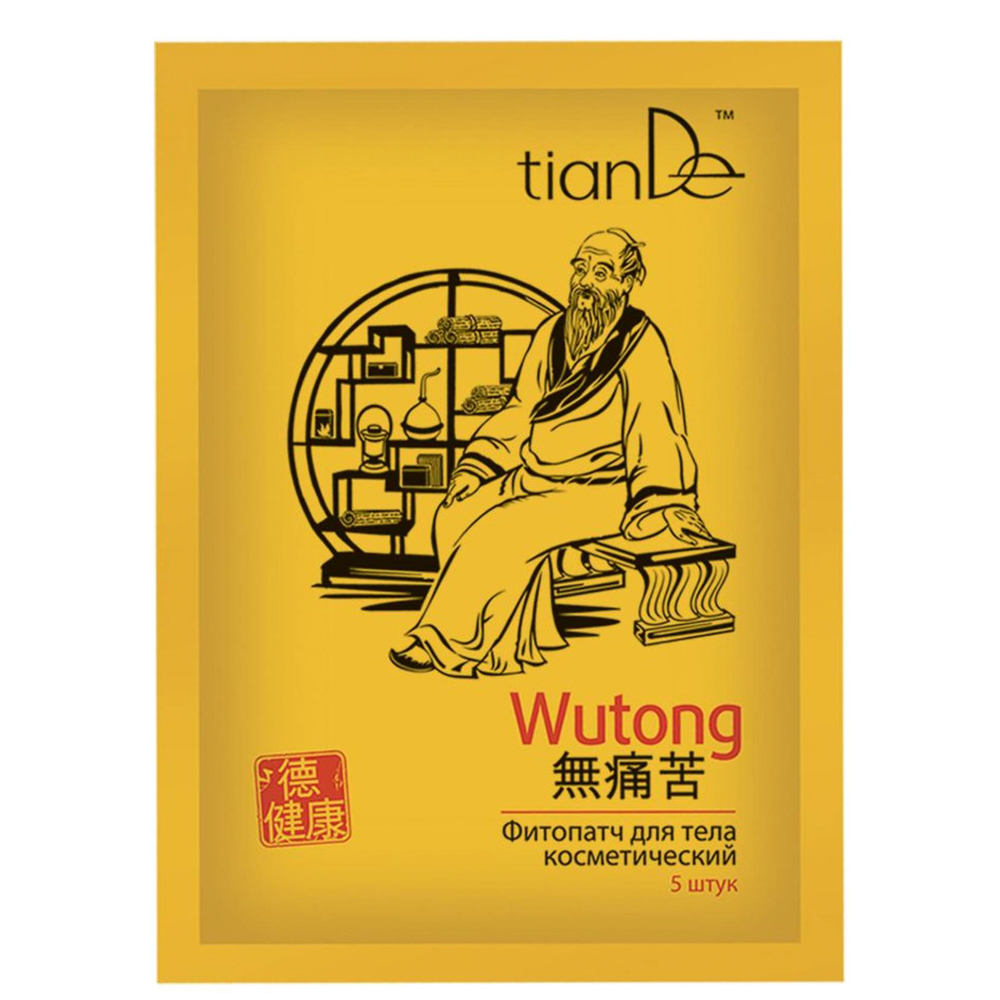 tianDe™
Wutong
無痛苦
德
健康
Фитопатч для тела
косметический
5 штук